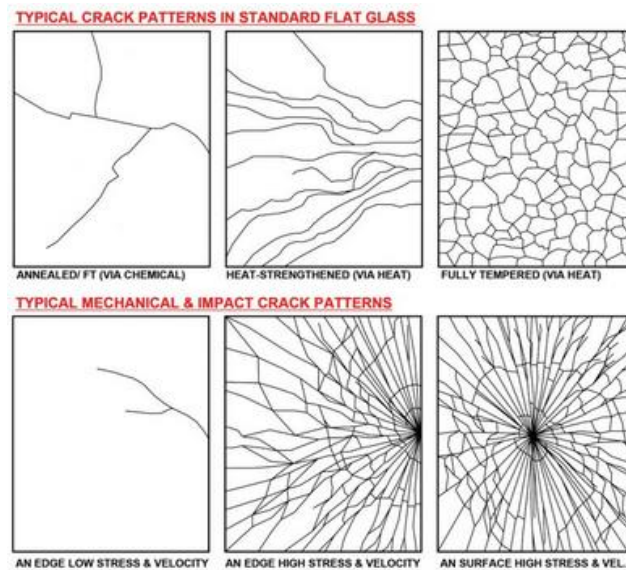 TYPICAL CRACK PATTERNS IN STANDARD FLAT GLASS
ANNEALED/ FT (VIA CHEMICAL)
HEAT-STRENGTHENED (VIA HEAT)
FULLY TEMPERED (VIA HEAT)
TYPICAL MECHANICAL & IMPACT CRACK PATTERNS
AN EDGE LOW STRESS & VELOCITY
AN EDGE HIGH STRESS & VELOCITY
AN SURFACE HIGH STRESS & VEL.